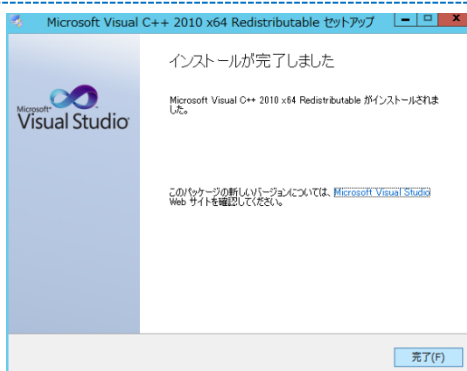 Microsoft Visual C++ 2010 x64 Redistributable セットアップ
インストールが完了しました
Microsoft Visual C++ 2010 x64 Redistributable がインストールされま
した。
Microsoft®
Visual Studio®
このパッケージの新しいバージョンについては、Microsoft Visual Studio
Web サイトを確認してください。
完了(F)